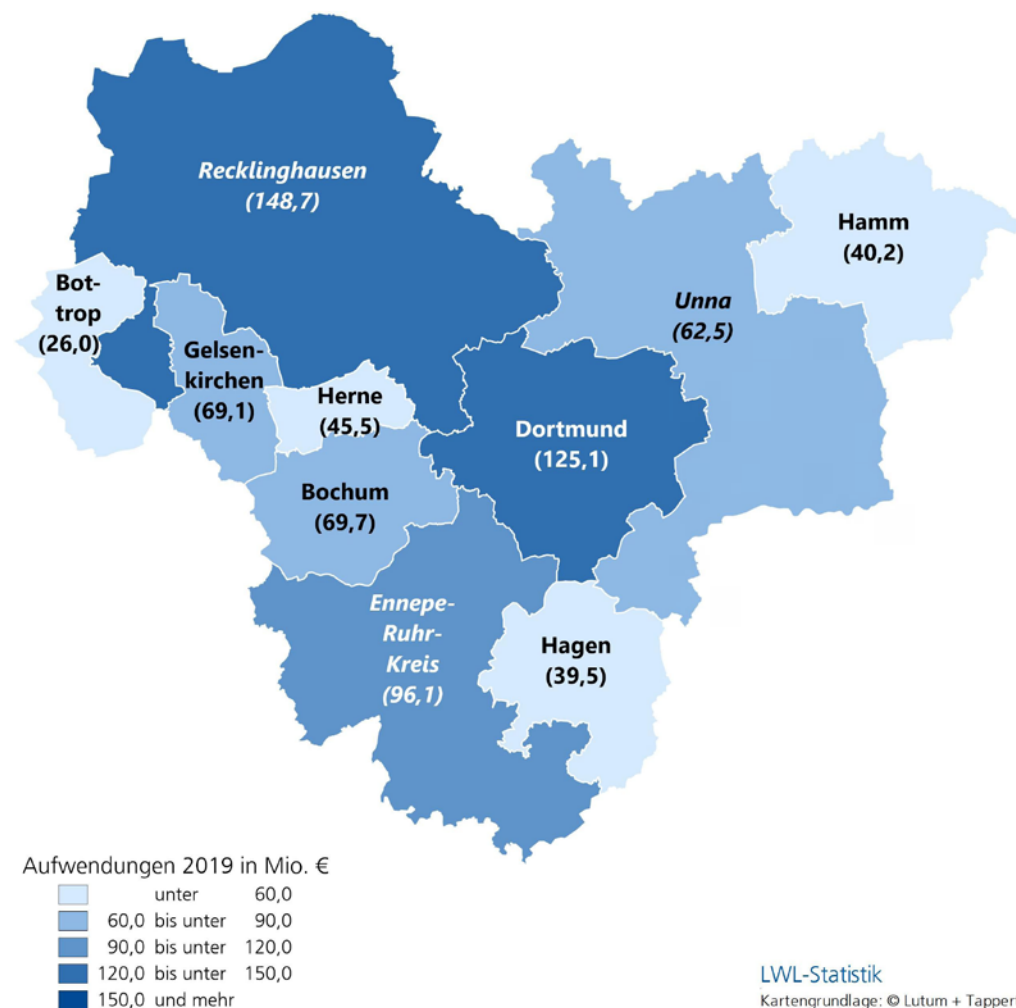 Recklinghausen
(148,7)
Hamm
(40,2)
Bot-
trop
(26,0)
Unna
(62,5)
Gelsen-
kirchen
(69,1)
Herne
(45,5)
Dortmund
(125,1)
Bochum
(69,7)
Ennepe-
Ruhr-
Kreis
(96,1)
Hagen
(39,5)
Aufwendungen 2019 in Mio. €
unter 60,0
60,0 bis unter 90,0
90,0 bis unter 120,0
120,0 bis unter 150,0
150,0 und mehr
LWL-Statistik
Kartengrundlage: © Lutum + Tappert